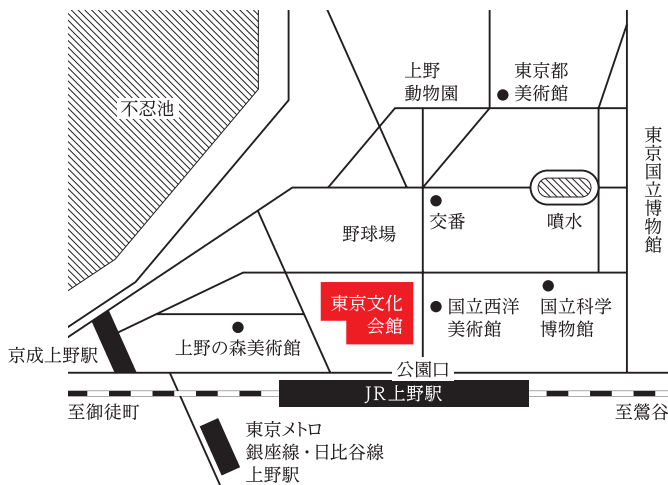 上野
動物園
東京都
美術館
不忍池
東京国立博物館
野球場
交番
噴水
東京文化
会館
国立西洋
美術館
国立科学
博物館
上野の森美術館
京成上野駅
公園口
JR上野駅
至御徒町
至鶯谷
東京メトロ
銀座線・日比谷線
上野駅